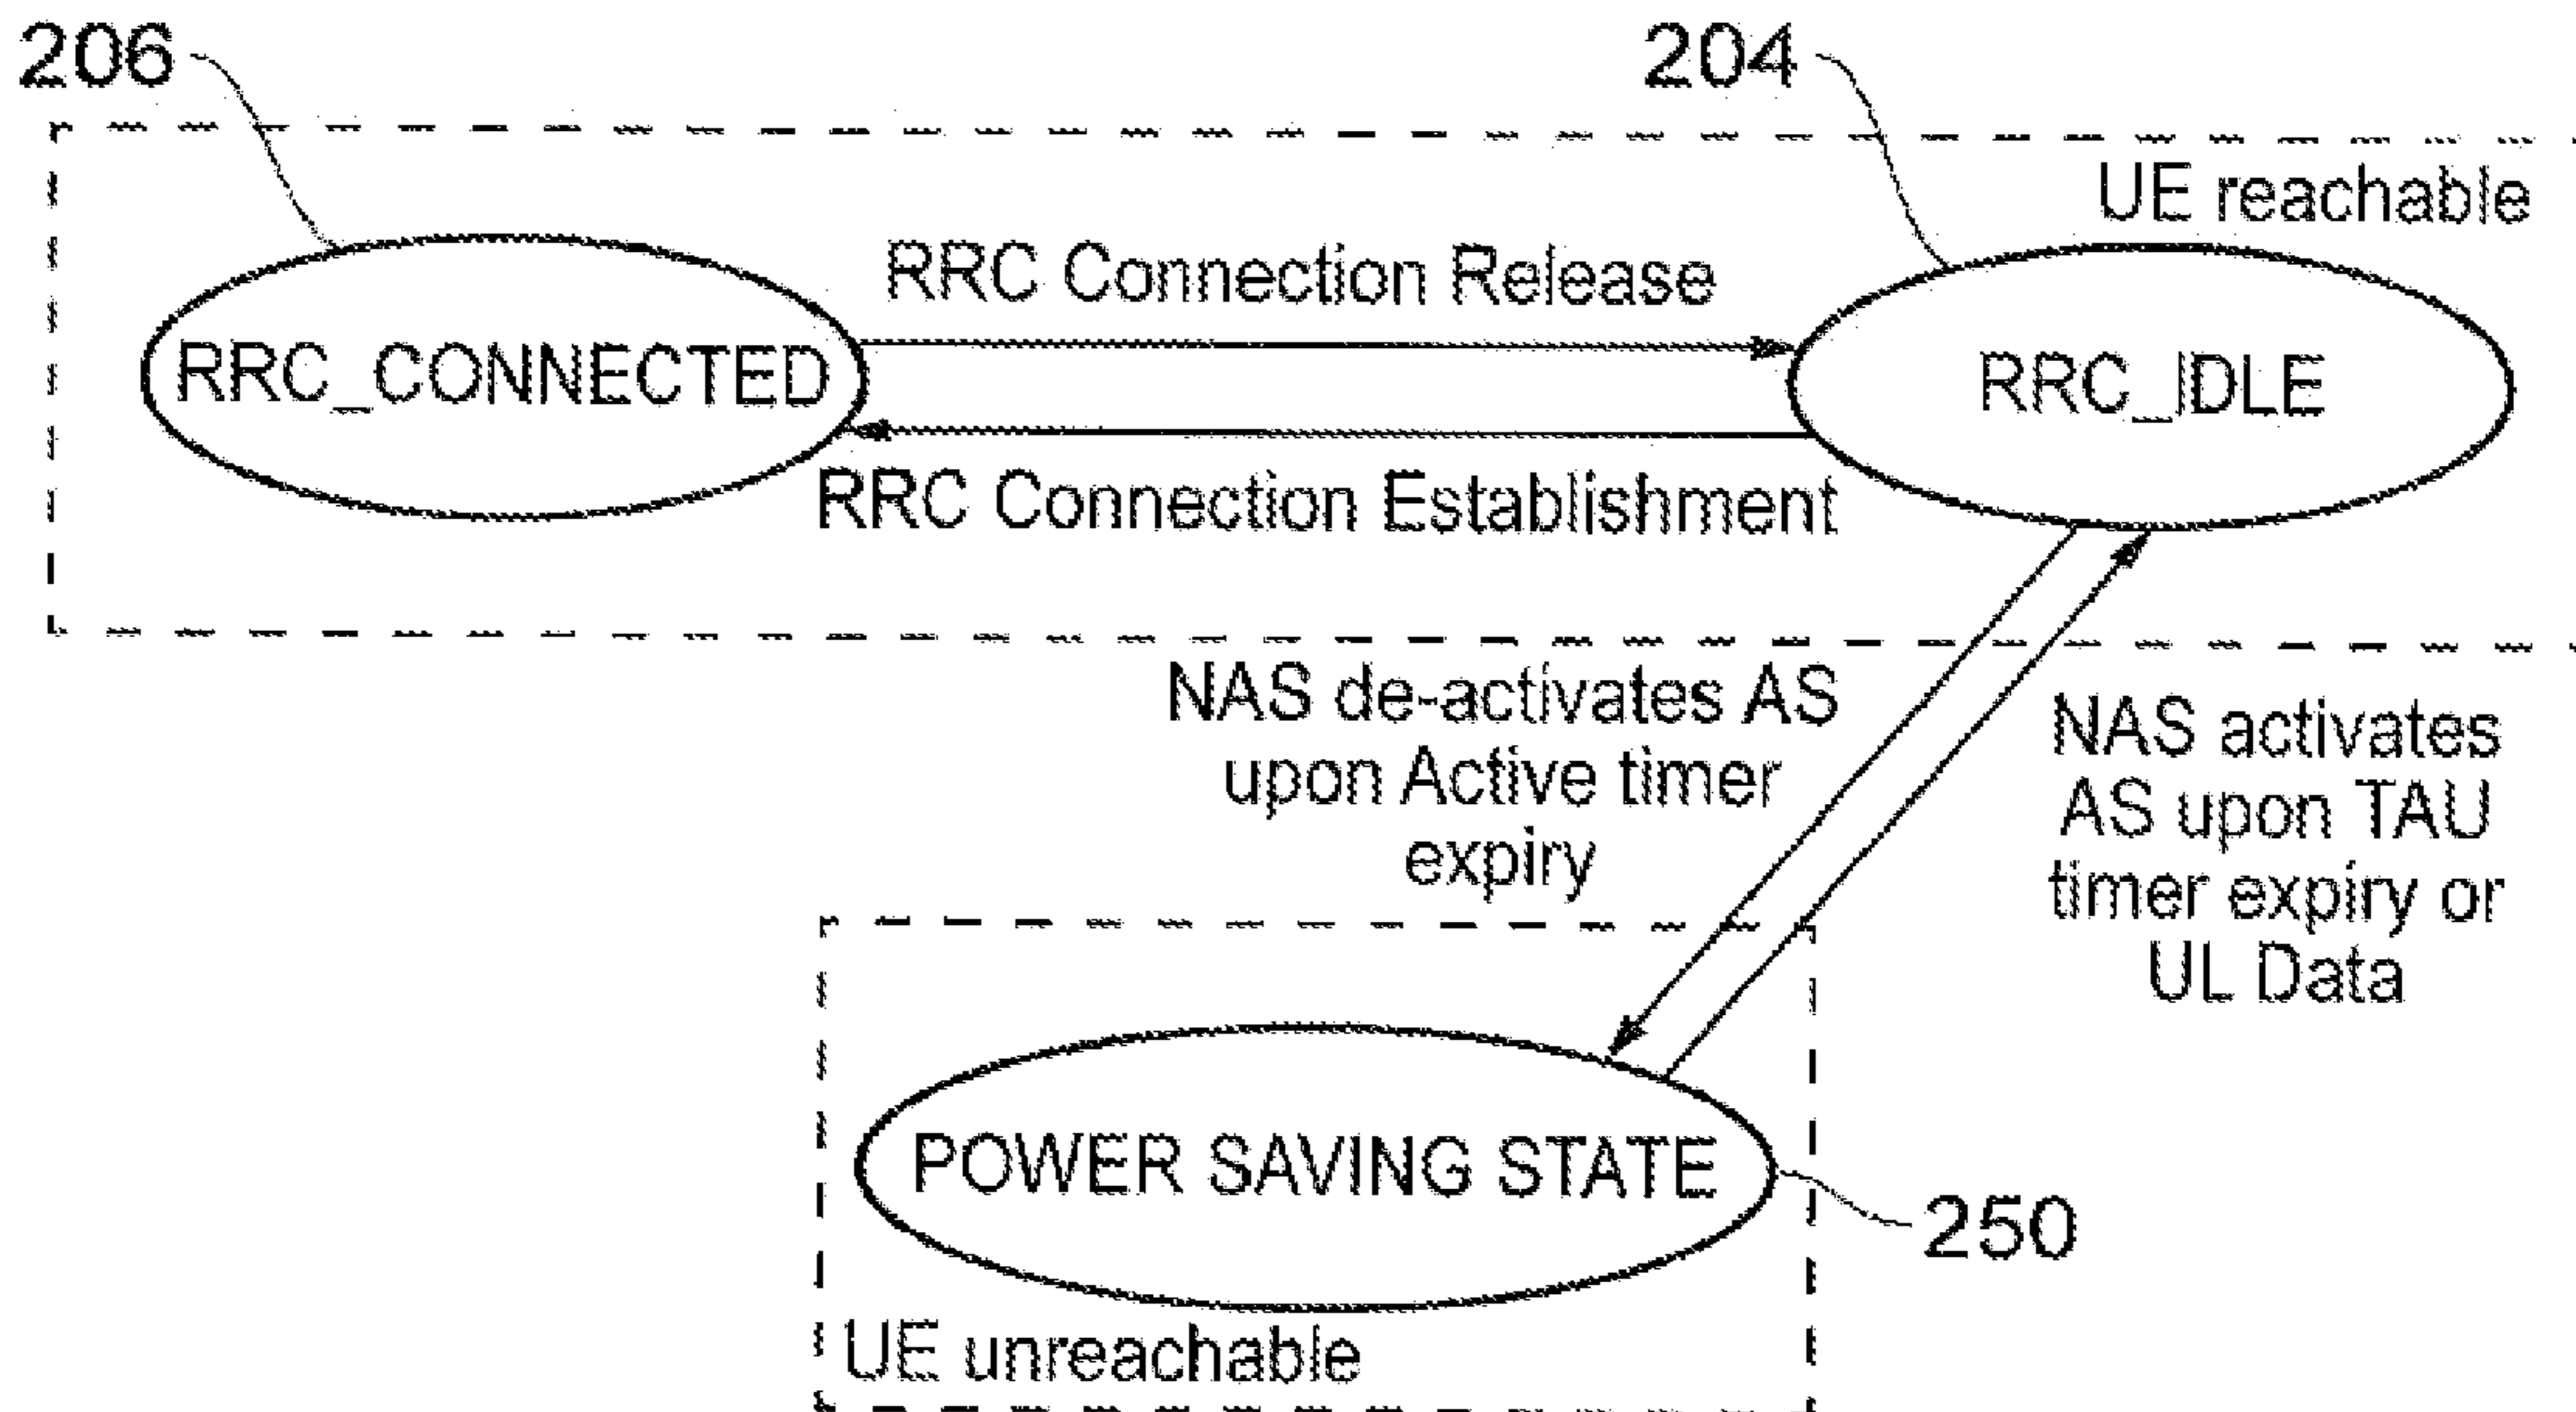 206
204
UE reachable
RRC Connection Release
RRC_CONNECTED
RRC_IDLE
RRC Connection Establishment
NAS de-activates AS
upon Active timer
expiry
NAS activates
AS upon TAU
timer expiry or
UL Data
POWER SAVING STATE
250
UE unreachable